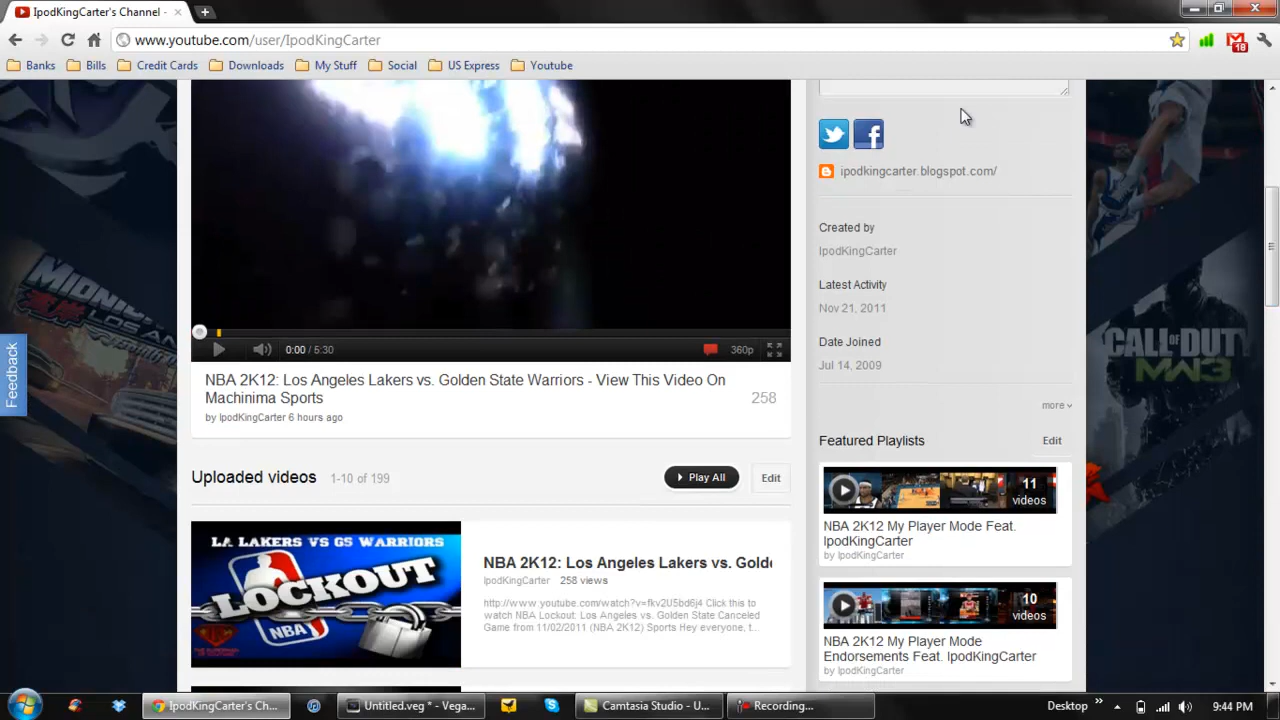 IpodKingCarter's Channel -
www.youtube.com/user/IpodKingCarter
18
Banks Bills Credit Cards Downloads My Stuff Social US Express Youtube
Feedback
0:00 / 5:30 360p
NBA 2K12: Los Angeles Lakers vs. Golden State Warriors - View This Video On
Machinima Sports
258
by IpodKingCarter 6 hours ago
Uploaded videos 1-10 of 199 Play All Edit
LA LAKERS VS GS WARRIORS
LOCKOUT
NBA
NBA 2K12: Los Angeles Lakers vs. Gold
IpodKingCarter 258 views
http://www.youtube.com/watch?v=fkv2U5bd6j4 Click this to
watch NBA Lockout: Los Angeles vs. Golden State Canceled
Game from 11/02/2011 (NBA 2K12) Sports Hey everyone, t...
ipodkingcarter.blogspot.com/
Created by
IpodKingCarter
Latest Activity
Nov 21, 2011
Date Joined
Jul 14, 2009
more
Featured Playlists Edit
11
videos
NBA 2K12 My Player Mode Feat.
IpodKingCarter
by IpodKingCarter
10
videos
NBA 2K12 My Player Mode
Endorsements Feat. IpodKingCarter
by IpodKingCarter
MIDNIGHT
LOS ANGELES
CALL OF DUTY
MW3
IpodKingCarter's Ch... Untitled.veg * - Vega... Camtasia Studio - U... Recording... Desktop 9:44 PM